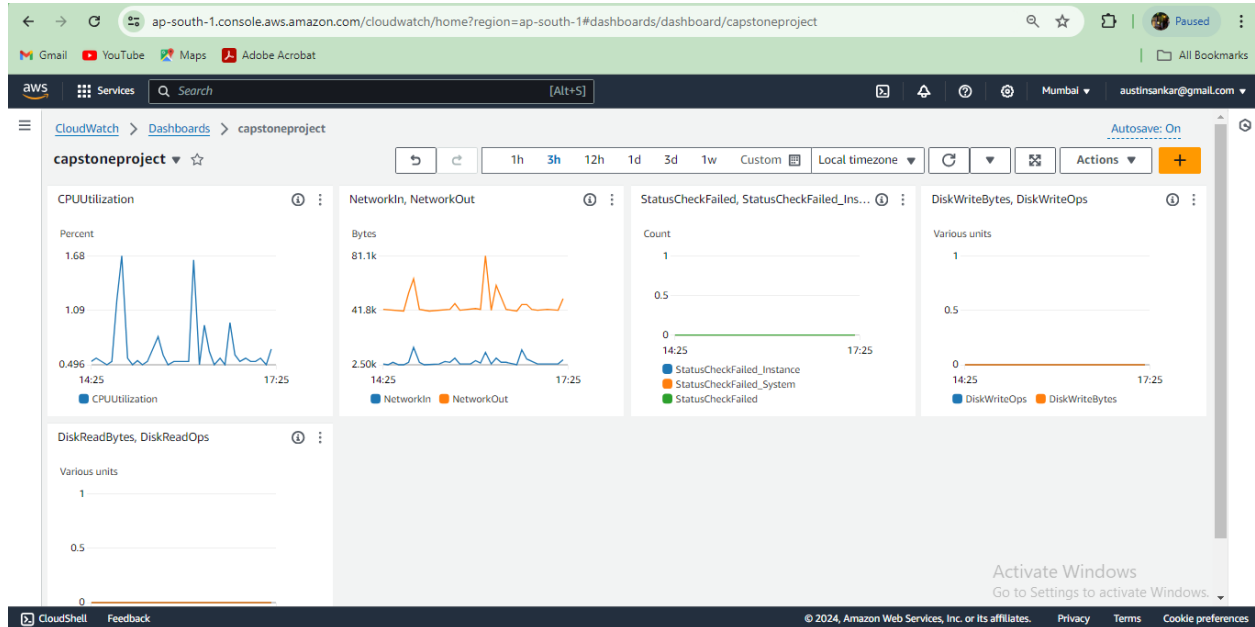 ap-south-1.console.aws.amazon.com/cloudwatch/home?region=ap-south-1#dashboards/dashboard/capstoneproject
Paused
Gmail YouTube Maps Adobe Acrobat
All Bookmarks
aws
Services
Search [Alt+S]
Mumbai
austinsankar@gmail.com
CloudWatch > Dashboards > capstoneproject
Autosave: On
capstoneproject
1h 3h 12h 1d 3d 1w Custom
Local timezone
Actions
+
CPUUtilization
Percent
1.68
1.09
0.496
14:25 17:25
CPUUtilization
NetworkIn, NetworkOut
Bytes
81.1k
41.8k
2.50k
14:25 17:25
NetworkIn NetworkOut
StatusCheckFailed, StatusCheckFailed_Ins...
Count
1
0.5
0
14:25 17:25
StatusCheckFailed_Instance
StatusCheckFailed_System
StatusCheckFailed
DiskWriteBytes, DiskWriteOps
Various units
1
0.5
0
14:25 17:25
DiskWriteOps DiskWriteBytes
DiskReadBytes, DiskReadOps
Various units
1
0.5
0
Activate Windows
Go to Settings to activate Windows.
CloudShell Feedback
© 2024, Amazon Web Services, Inc. or its affiliates. Privacy Terms Cookie preferences